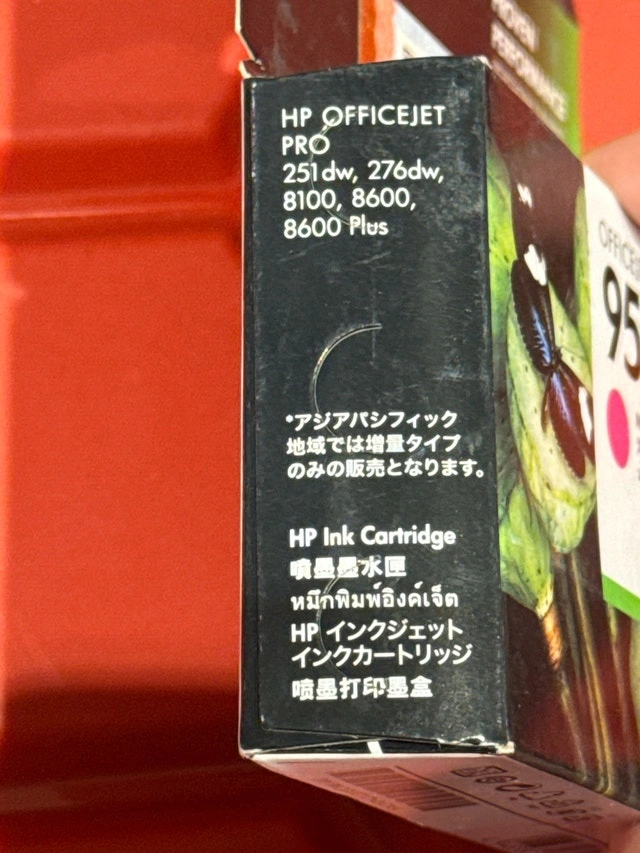 HP OFFICEJET
PRO
251dw, 276dw,
8100, 8600,
8600 Plus
*アジアパシフィック
地域では増量タイプ
のみの販売となります。
HP Ink Cartridge
噴墨墨水匣
หมึกพิมพ์อิงค์เจ็ต
HP インクジェット
インクカートリッジ
喷墨打印墨盒
PROVEN
PERFORMANCE
95